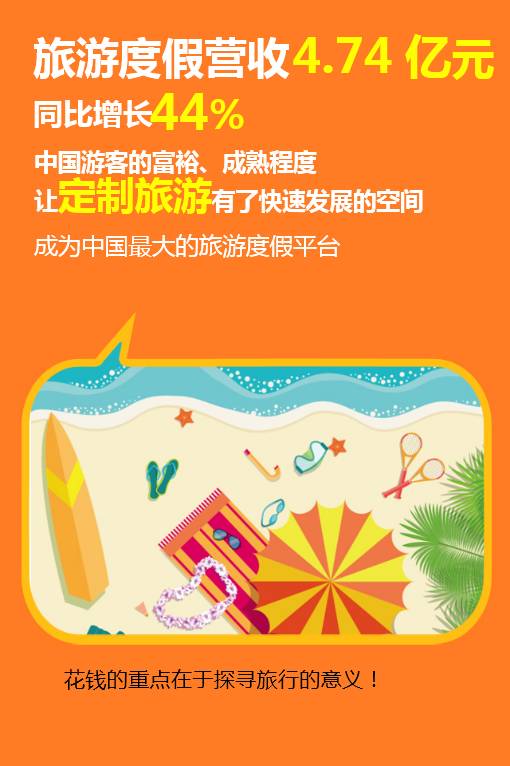 旅游度假营收4.74 亿元
同比增长44%
中国游客的富裕、成熟程度
让定制旅游有了快速发展的空间
成为中国最大的旅游度假平台
花钱的重点在于探寻旅行的意义！